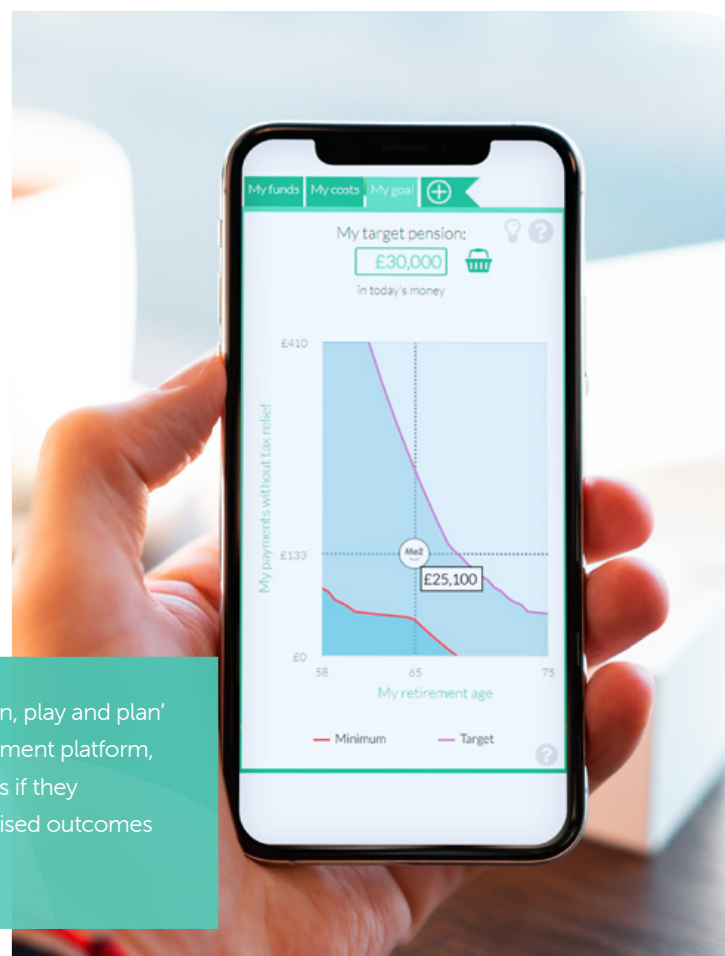 My funds My costs My goal
My target pension:
£30,000
in today's money
£410
My payments without tax relief
£133
Me2
£25,100
£0
58 65 75
My retirement age
Minimum Target
n, play and plan’
ment platform,
s if they
ised outcomes